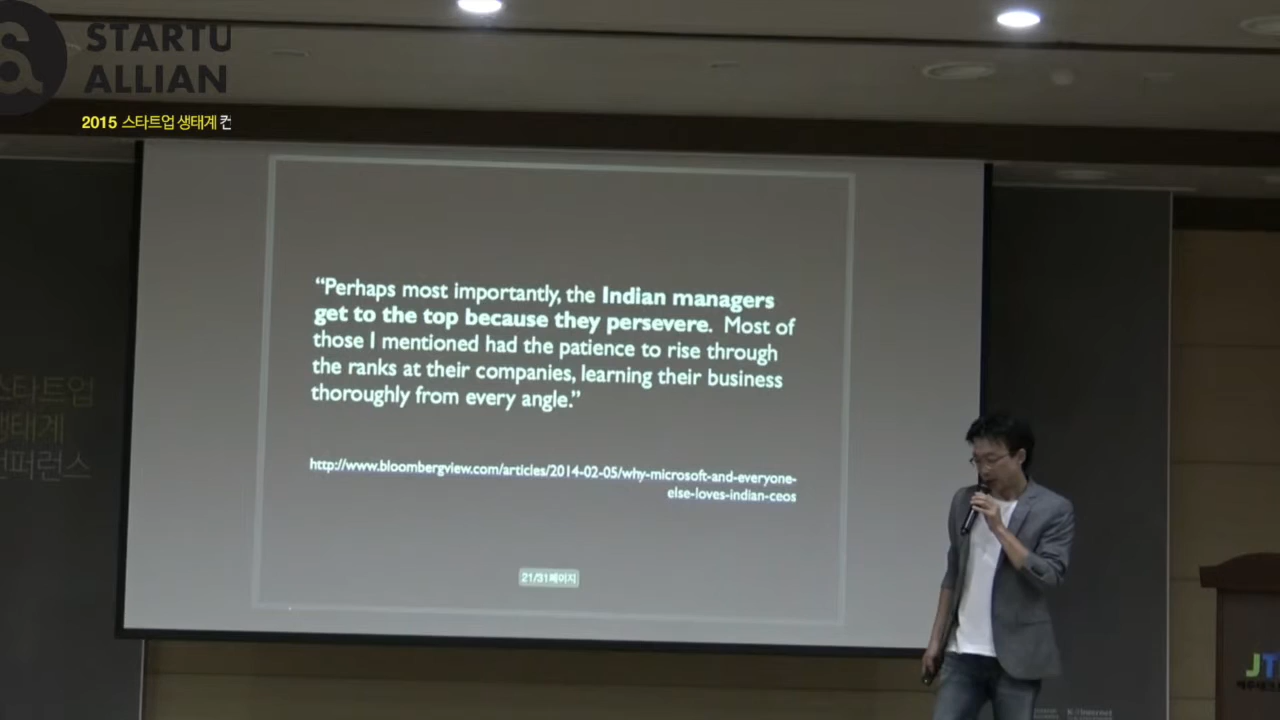 STARTU
ALLIAN
2015 스타트업 생태계 컨
“Perhaps most importantly, the Indian managers
get to the top because they persevere. Most of
those I mentioned had the patience to rise through
the ranks at their companies, learning their business
thoroughly from every angle.”
http://www.bloombergview.com/articles/2014-02-05/why-microsoft-and-everyone-
else-loves-indian-ceos
21/31페이지
스타트업
생태계
컨퍼런스
JT